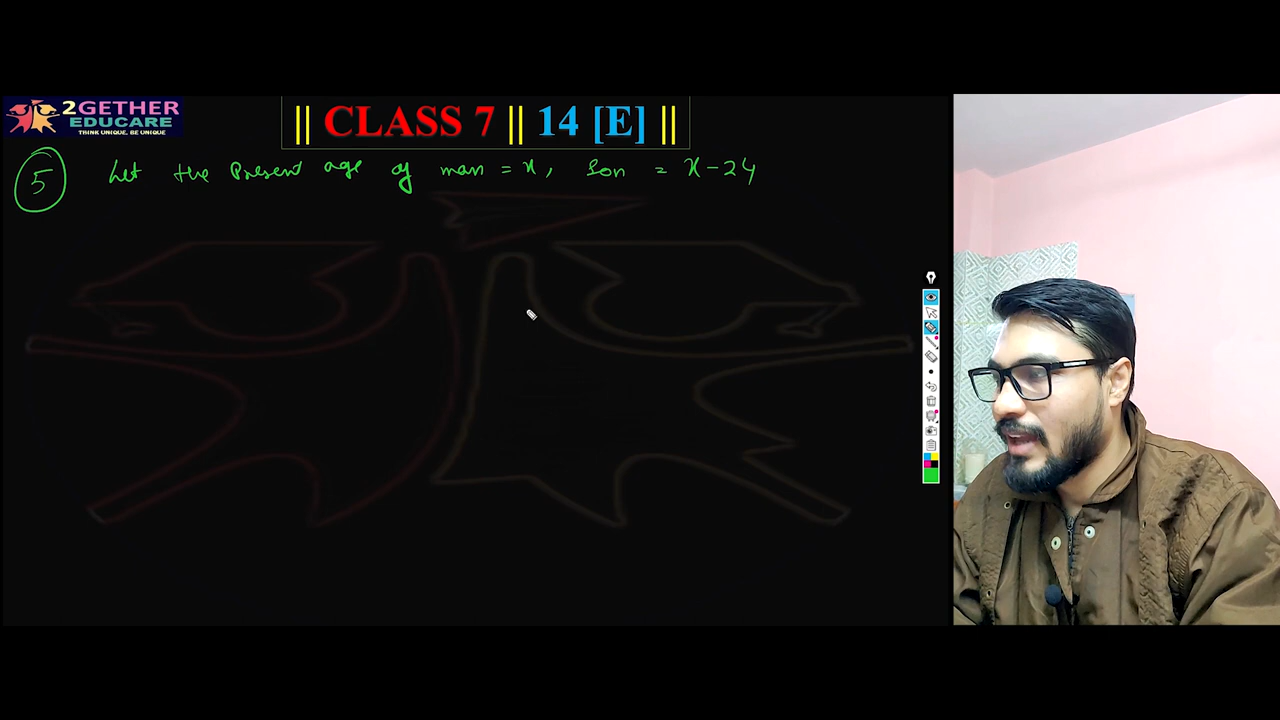 2GETHER
EDUCARE
THINK UNIQUE, BE UNIQUE
|| CLASS 7 || 14 [E] ||
5 Let the Present age of man = x, Son = x-24